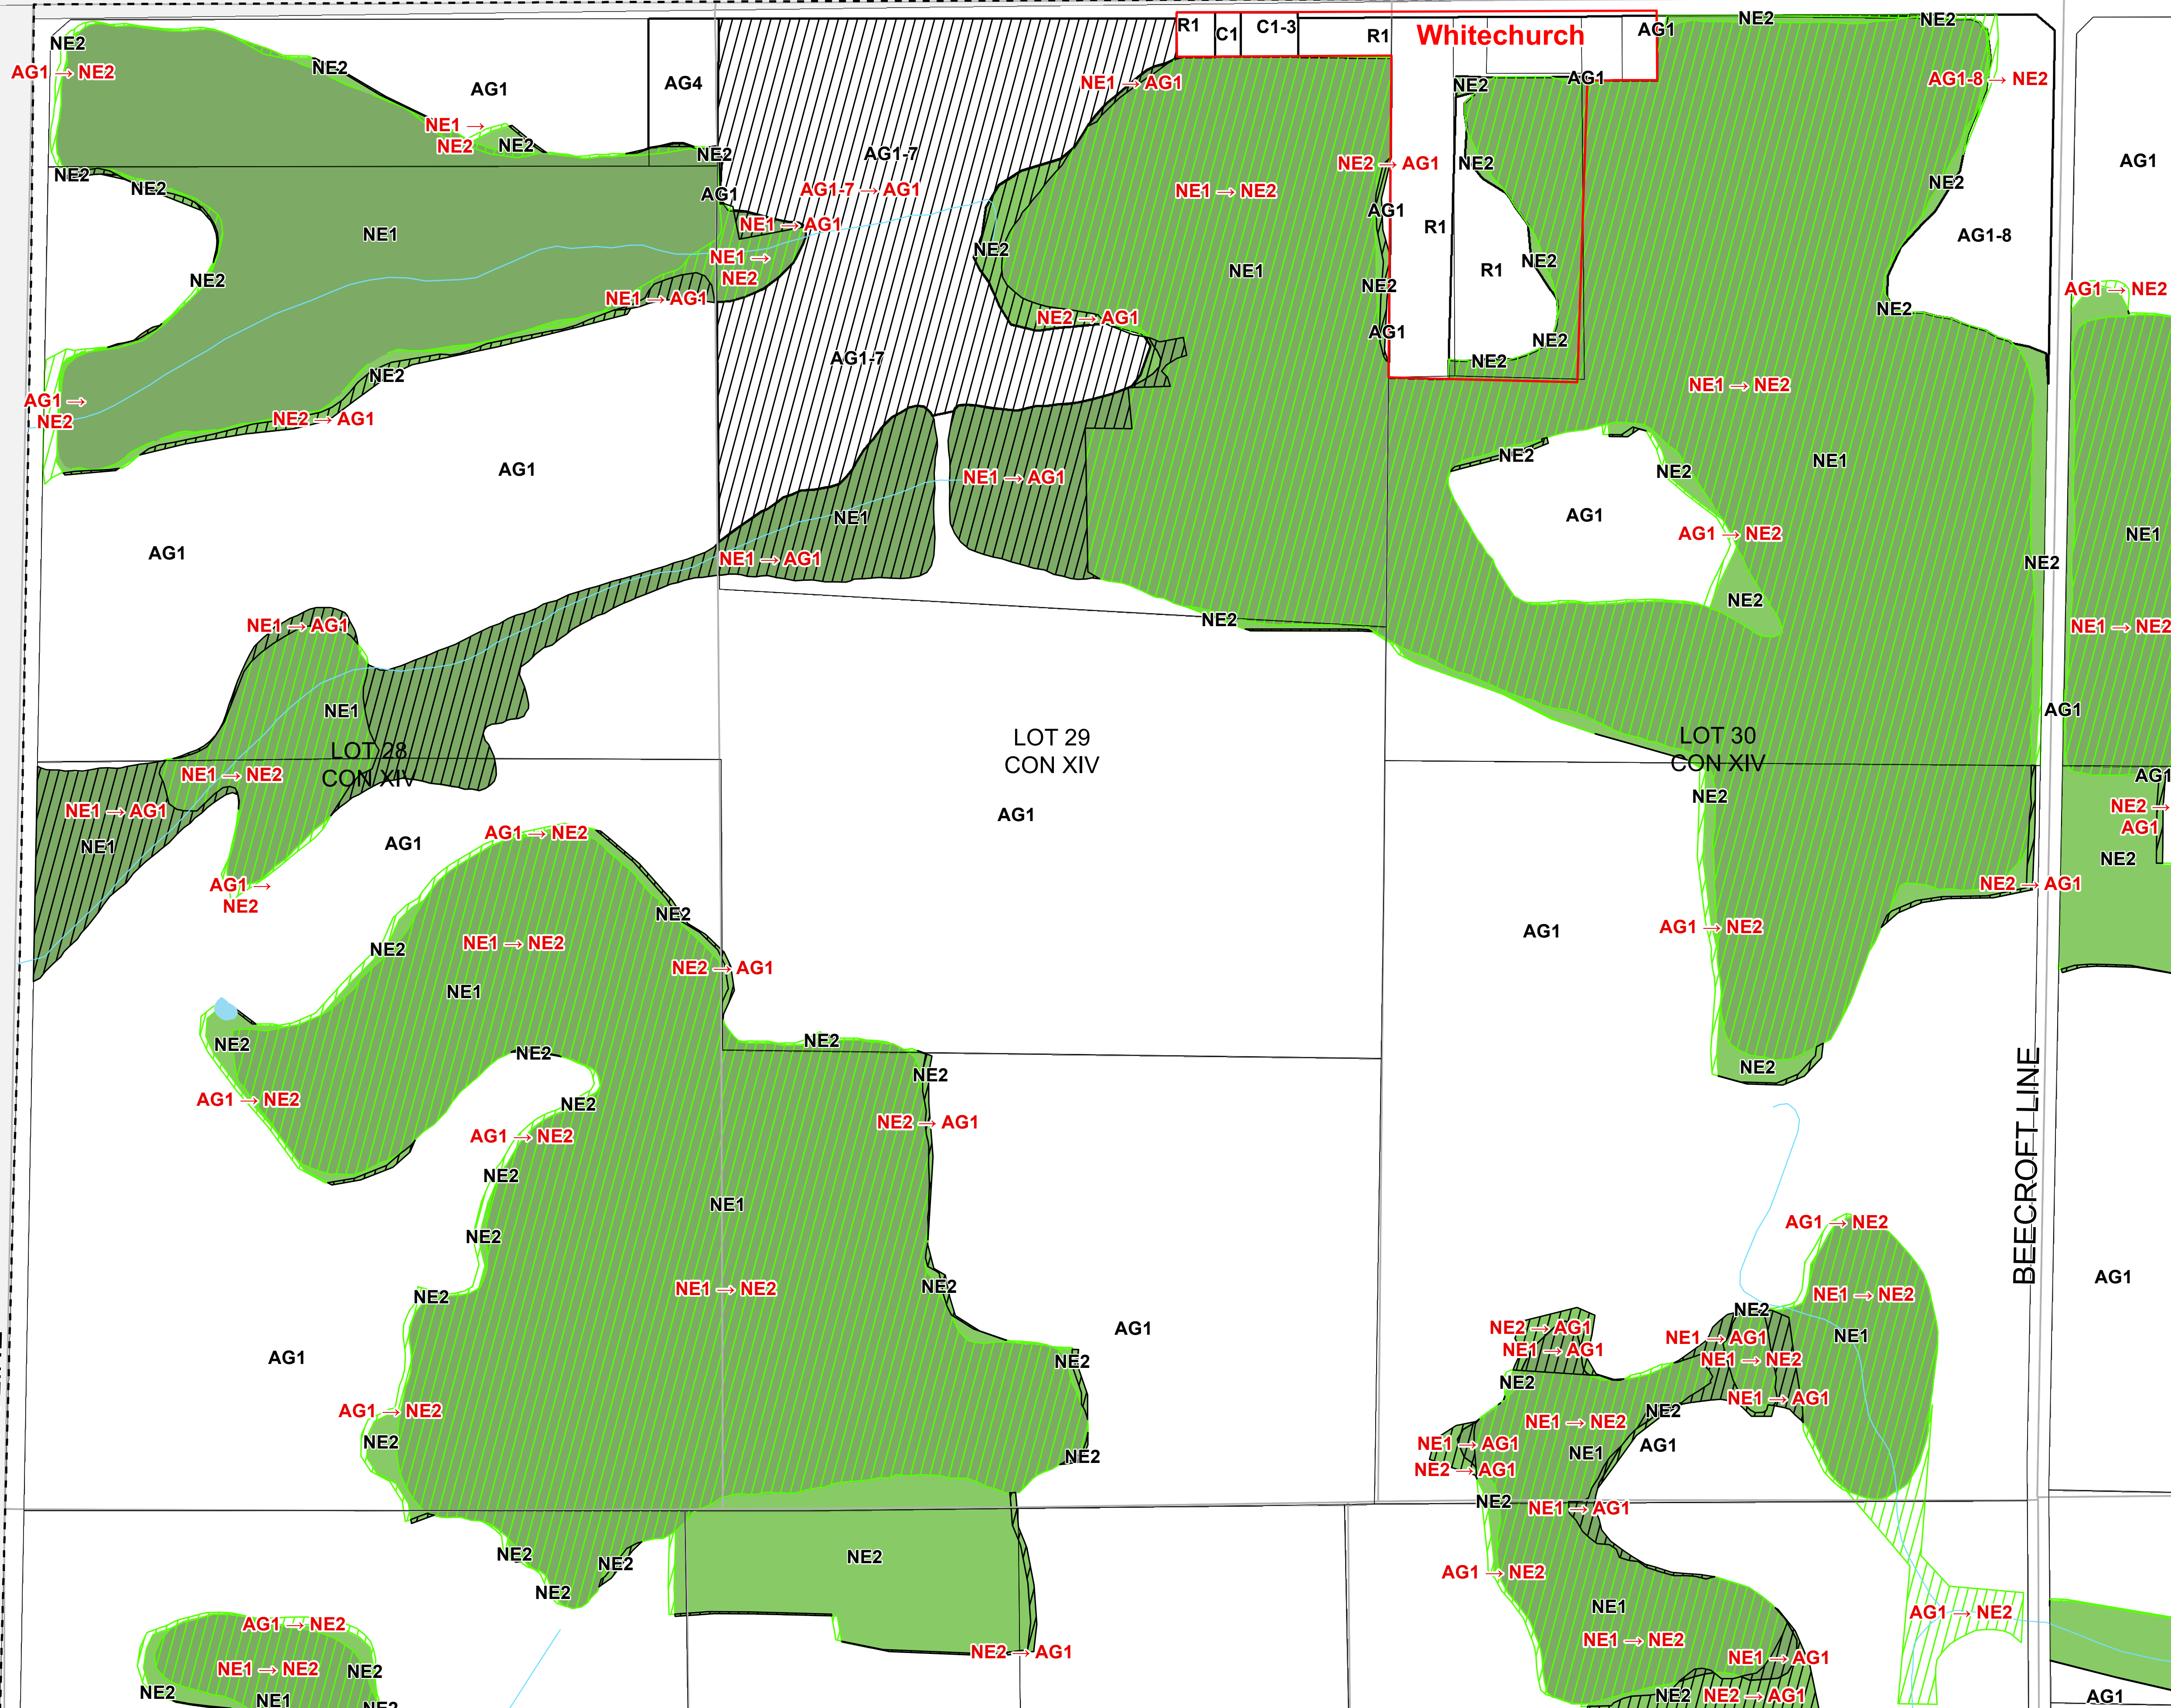 R1
C1
C1-3
R1
Whitechurch
AG1
NE2
NE2
NE2
AG1 → NE2
NE2
AG1
AG4
NE1 → AG1
NE2
AG1
AG1-8 → NE2
NE1 →
NE2
NE2
NE2
AG1-7
NE2 → AG1
NE2
AG1
NE2
NE2
AG1
AG1-7 → AG1
NE1 → NE2
NE2
AG1
R1
NE1
NE1 → AG1
AG1-8
NE2
NE1 →
NE2
NE2
NE1
R1
NE2
NE2
AG1 → NE2
NE1 → AG1
NE2 → AG1
AG1
NE2
NE2
AG1-7
NE2
NE2
AG1 →
NE2
NE2 → AG1
NE1 → NE2
AG1
NE1 → AG1
NE2
NE2
NE1
AG1
NE1
AG1
AG1 → NE2
NE1
NE1 → AG1
NE2
NE2
NE1 → AG1
NE2
NE1 → NE2
NE1
AG1
LOT 28
CON XIV
LOT 29
CON XIV
LOT 30
CON XIV
NE1 → NE2
AG1
NE1 → AG1
NE2
NE2 →
AG1
NE1
AG1
AG1 → NE2
AG1
NE2
AG1 →
NE2
NE2 → AG1
NE2
NE2
NE1 → NE2
AG1
AG1 → NE2
NE2 → AG1
NE1
NE2
NE2
NE2
NE2
NE2
AG1 → NE2
NE2
AG1 → NE2
NE2 → AG1
NE2
NE1
BEECROFT LINE
NE2
AG1 → NE2
AG1
NE1 → NE2
NE2
NE2
NE1 → NE2
NE2
AG1
AG1
NE2
NE2 → AG1
NE1 → AG1
NE1 → AG1
NE1 → NE2
NE1
NE2
NE1 → AG1
AG1 → NE2
NE2
NE1 → NE2
NE2
NE2
NE1 → AG1
NE1
AG1
NE2
NE2 → AG1
NE2
NE1 → AG1
NE2
NE2
NE2
AG1 → NE2
NE2
NE1
AG1 → NE2
AG1 → NE2
NE1 → NE2
NE2 → AG1
NE1 → AG1
NE1 → NE2
NE2
NE2
NE1
NE2
NE2 → AG1
AG1